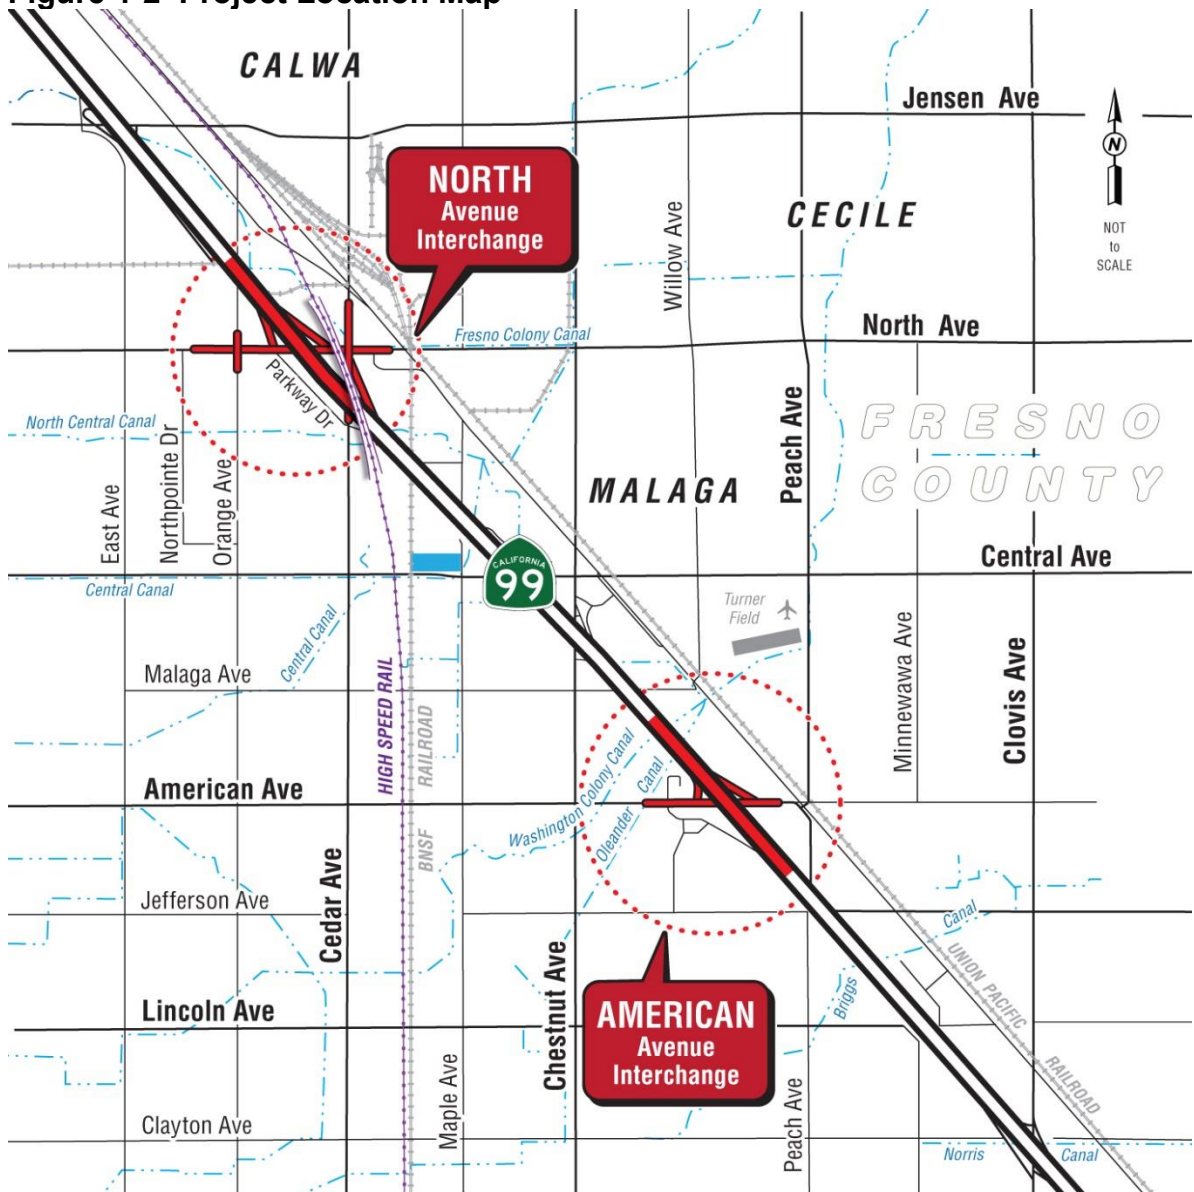 Figure 1-2 Project Location Map
CALWA
Jensen Ave
N
NOT
to
SCALE
NORTH
Avenue
Interchange
Willow Ave
CECILE
Fresno Colony Canal
North Ave
Parkway Dr
North Central Canal
Northpointe Dr
Orange Ave
East Ave
Peach Ave
FRESNO
COUNTY
MALAGA
Central Ave
CALIFORNIA
99
Central Canal
Central Canal
Turner
Field
Minnewawa Ave
Clovis Ave
Malaga Ave
HIGH SPEED RAIL
RAILROAD
BNSF
American Ave
Washington Colony Canal
Oleander Canal
Jefferson Ave
Cedar Ave
Chestnut Ave
Canal
Briggs
UNION PACIFIC
RAILROAD
Lincoln Ave
AMERICAN
Avenue
Interchange
Maple Ave
Peach Ave
Clayton Ave
Norris Canal